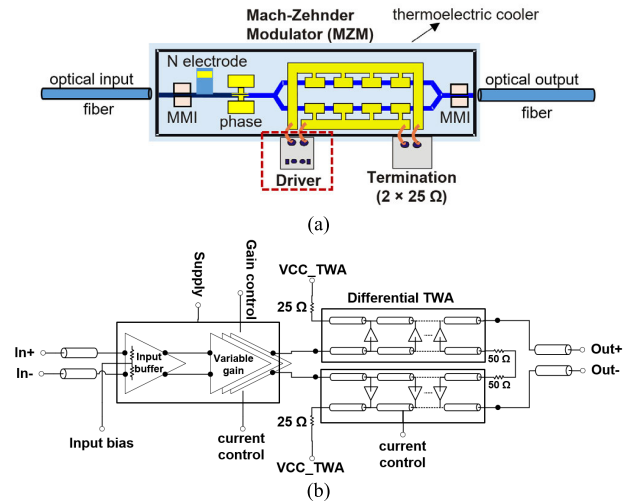 Mach-Zehnder
Modulator (MZM)
thermoelectric cooler
N electrode
optical input
fiber
MMI
phase
MMI
optical output
fiber
Driver
Termination
(2 × 25 Ω)
(a)
Supply
Gain control
VCC_TWA
25 Ω
Differential TWA
In+
In-
Input
buffer
Variable
gain
50 Ω
50 Ω
Out+
Out-
Input bias
current
control
25 Ω
VCC_TWA
current
control
(b)